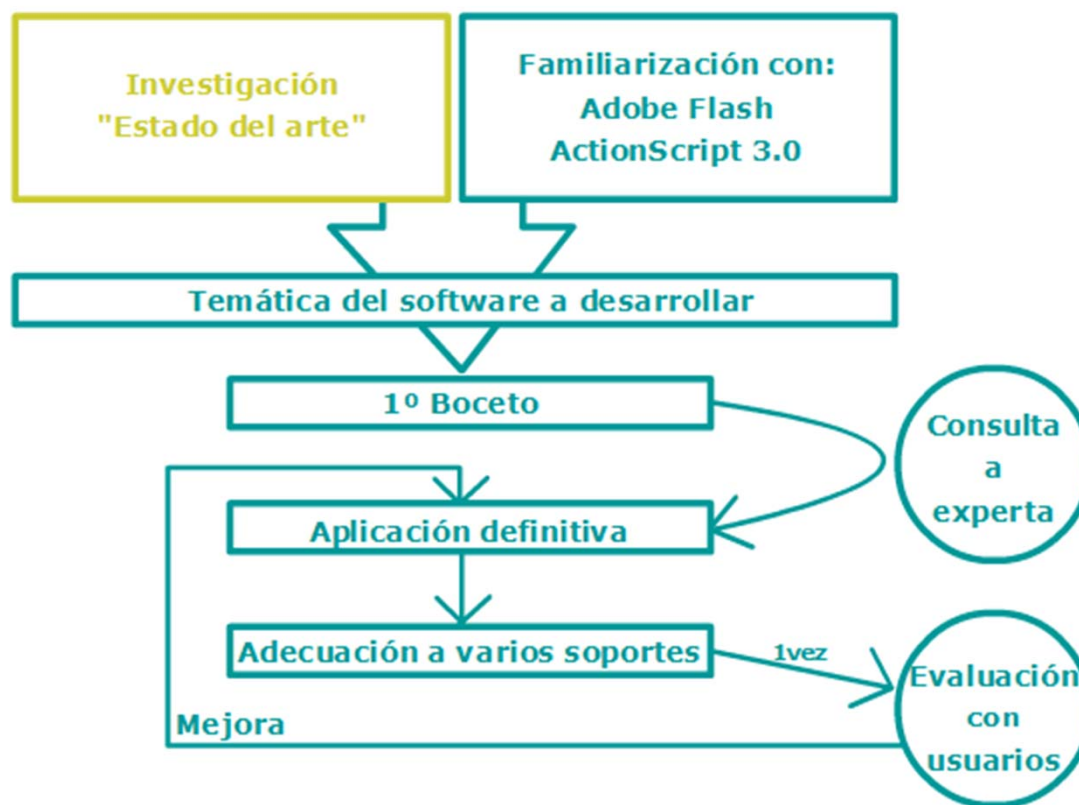 Investigación
"Estado del arte"
Familiarización con:
Adobe Flash
ActionScript 3.0
Temática del software a desarrollar
1º Boceto
Consulta
a
experta
Aplicación definitiva
Adecuación a varios soportes
1vez
Evaluación
con
usuarios
Mejora